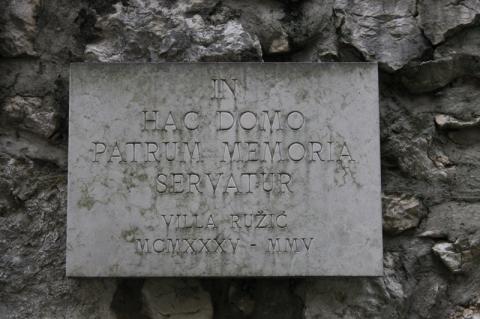 IN
HAC DOMO
PATRUM MEMORIA
SERVATUR
VILLA RUŽIĆ
MCMXXXV - MMV